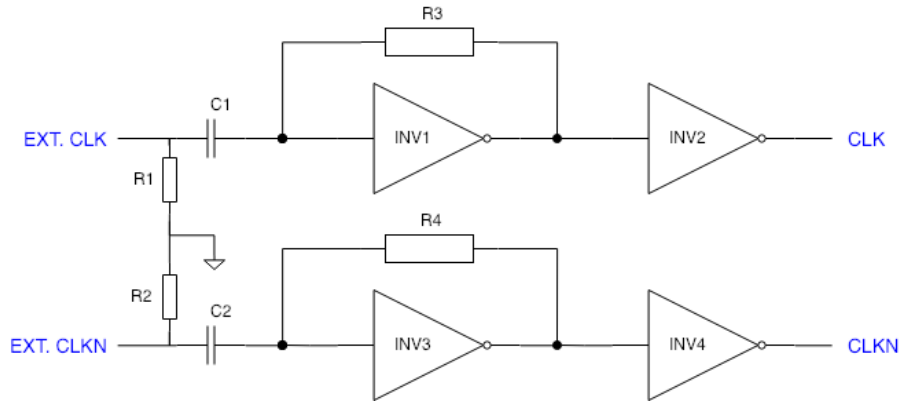 R3
C1
EXT. CLK
INV1
INV2
CLK
R1
R4
R2
C2
EXT. CLKN
INV3
INV4
CLKN